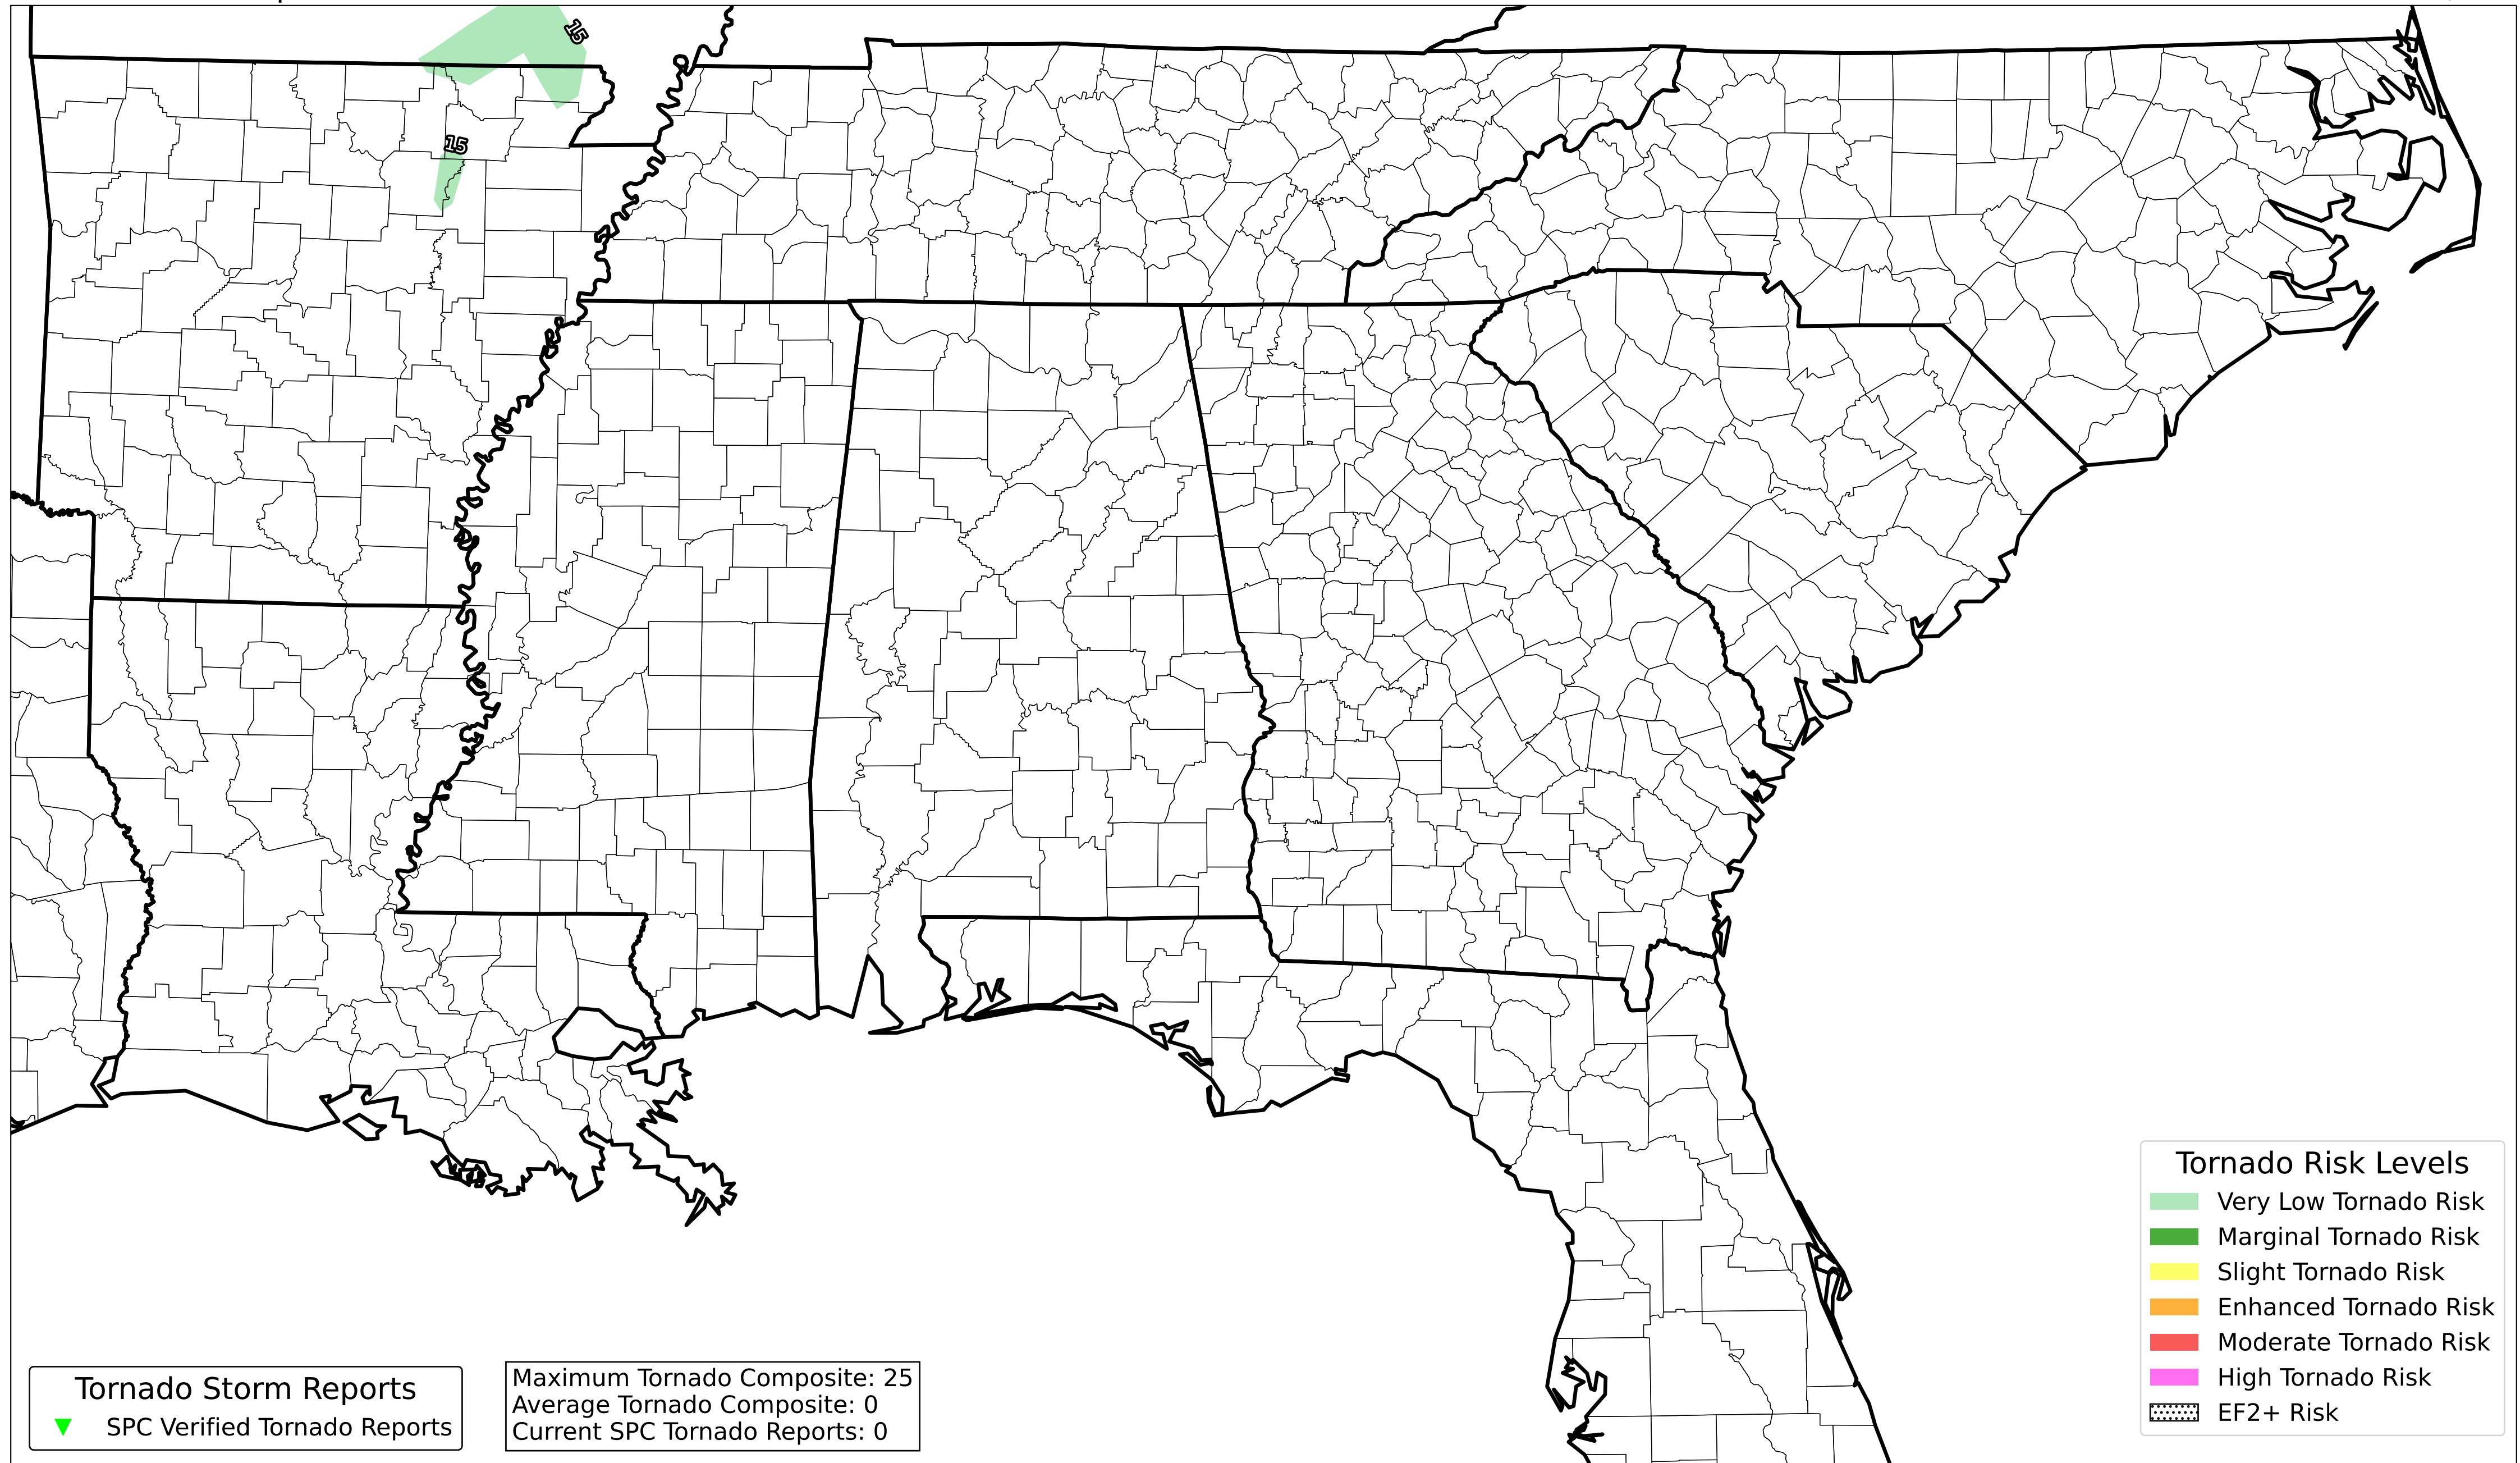 15
15
Tornado Risk Levels
Very Low Tornado Risk
Marginal Tornado Risk
Slight Tornado Risk
Enhanced Tornado Risk
Moderate Tornado Risk
High Tornado Risk
EF2+ Risk
Tornado Storm Reports
SPC Verified Tornado Reports
Maximum Tornado Composite: 25
Average Tornado Composite: 0
Current SPC Tornado Reports: 0